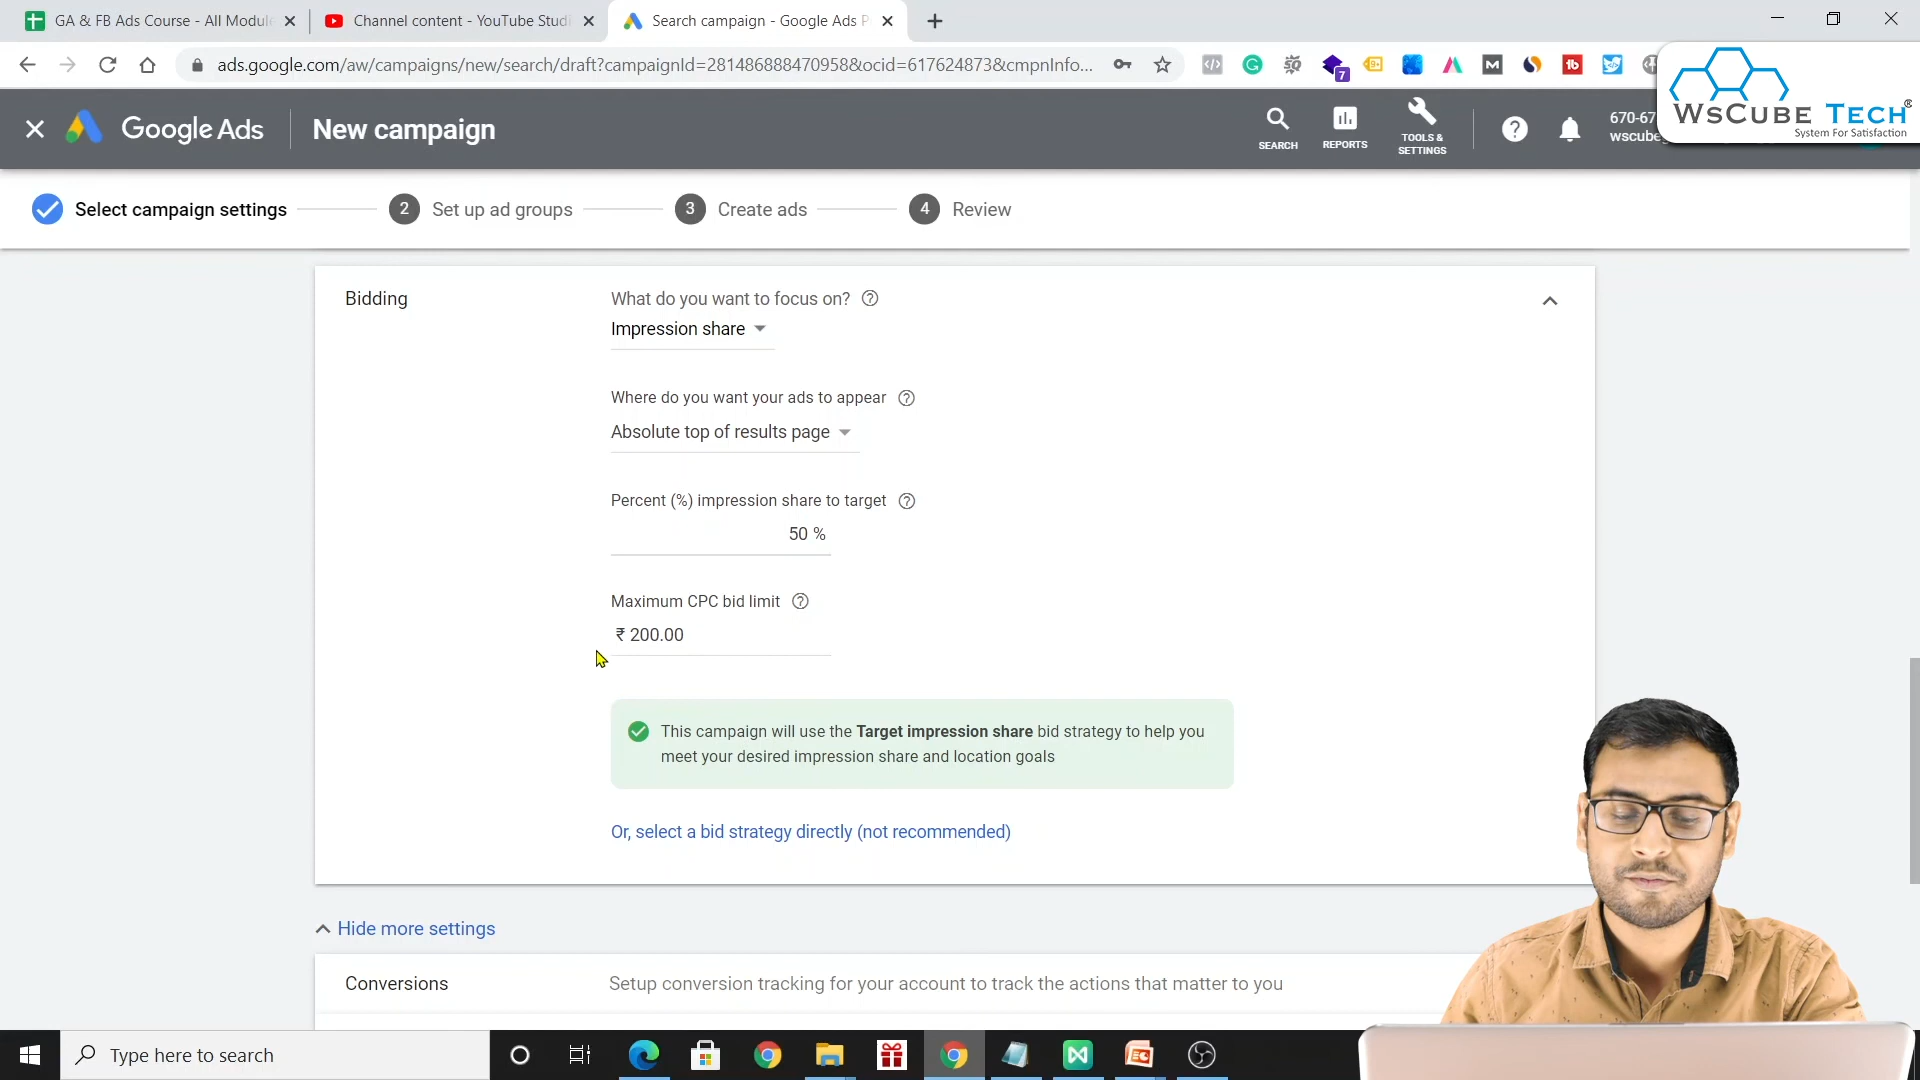 GA & FB Ads Course - All Module
Channel content - YouTube Studi
Search campaign - Google Ads P
ads.google.com/aw/campaigns/new/search/draft?campaignId=281486888470958&ocid=617624873&cmpnInfo...
WSCUBE TECH®
System For Satisfaction
Google Ads
New campaign
SEARCH
REPORTS
TOOLS &
SETTINGS
670-67
wscube
Select campaign settings
2 Set up ad groups
3 Create ads
4 Review
Bidding
What do you want to focus on?
Impression share
Where do you want your ads to appear
Absolute top of results page
Percent (%) impression share to target
50 %
Maximum CPC bid limit
₹ 200.00
This campaign will use the Target impression share bid strategy to help you
meet your desired impression share and location goals
Or, select a bid strategy directly (not recommended)
Hide more settings
Conversions
Setup conversion tracking for your account to track the actions that matter to you
Type here to search